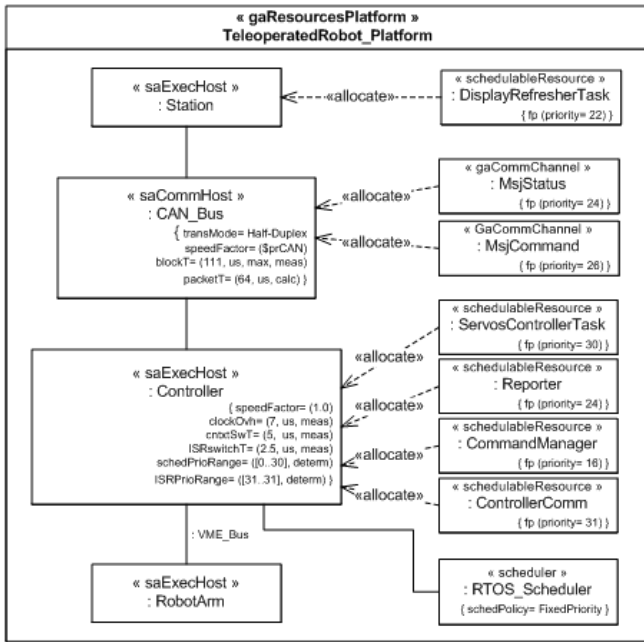 « gaResourcesPlatform »
TeleoperatedRobot_Platform
« saExecHost »
: Station
«allocate»
« schedulableResource »
: DisplayRefresherTask
{ fp (priority= 22) }
« saCommHost »
: CAN_Bus
{ transMode= Half-Duplex
speedFactor= ($prCAN)
blockT= (111, us, max, meas)
packetT= (64, us, calc) }
«allocate»
« gaCommChannel »
: MsjStatus
{ fp (priority= 24) }
«allocate»
« GaCommChannel »
: MsjCommand
{ fp (priority= 26) }
« saExecHost »
: Controller
{ speedFactor= (1.0)
clockOvh= (7, us, meas)
cntxtSwT= (5, us, meas)
ISRswitchT= (2.5, us, meas)
schedPrioRange= ([0..30], determ)
ISRPrioRange= ([31..31], determ) }
«allocate»
« schedulableResource »
: ServosControllerTask
{ fp (priority= 30) }
«allocate»
« schedulableResource »
: Reporter
{ fp (priority= 24) }
«allocate»
« schedulableResource »
: CommandManager
{ fp (priority= 16) }
«allocate»
« schedulableResource »
: ControllerComm
{ fp (priority= 31) }
: VME_Bus
« saExecHost »
: RobotArm
« scheduler »
: RTOS_Scheduler
{ schedPolicy= FixedPriority }